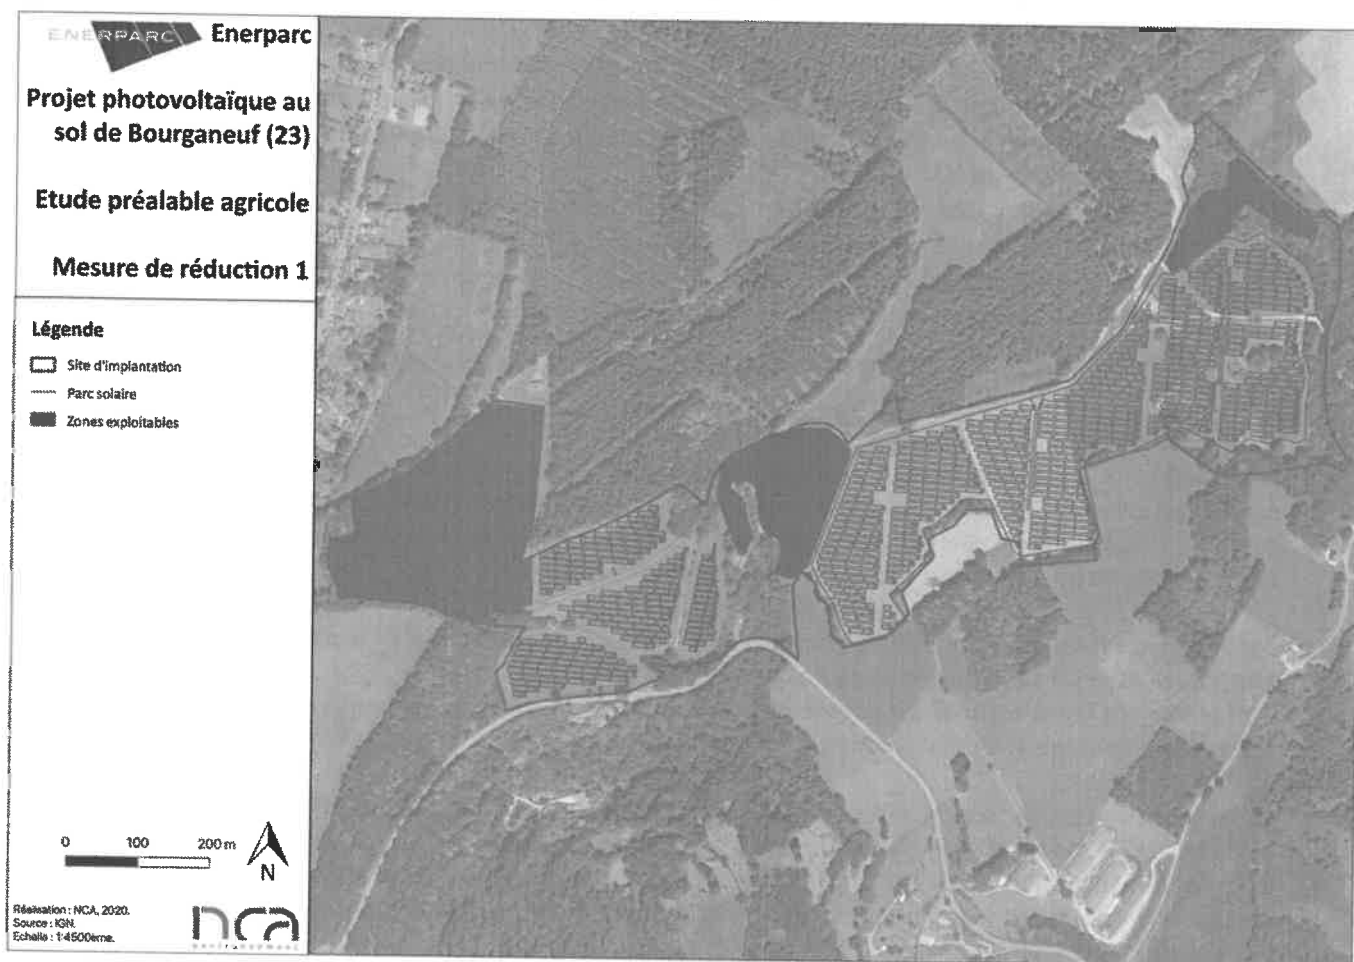 ENERPARC Enerparc
Projet photovoltaïque au
sol de Bourganeuf (23)
Etude préalable agricole
Mesure de réduction 1
Légende
Site d'implantation
Parc solaire
Zones exploitables
0 100 200 m
N
Réalisation : NCA, 2020.
Source : IGN.
Echelle : 1:4500ème.
nca
environnement